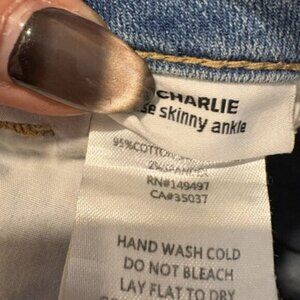 CHARLIE
skinny ankle
95% COTTON
2% SPANDEX
RN#149497
CA#35037
HAND WASH COLD
DO NOT BLEACH
LAY FLAT TO DRY